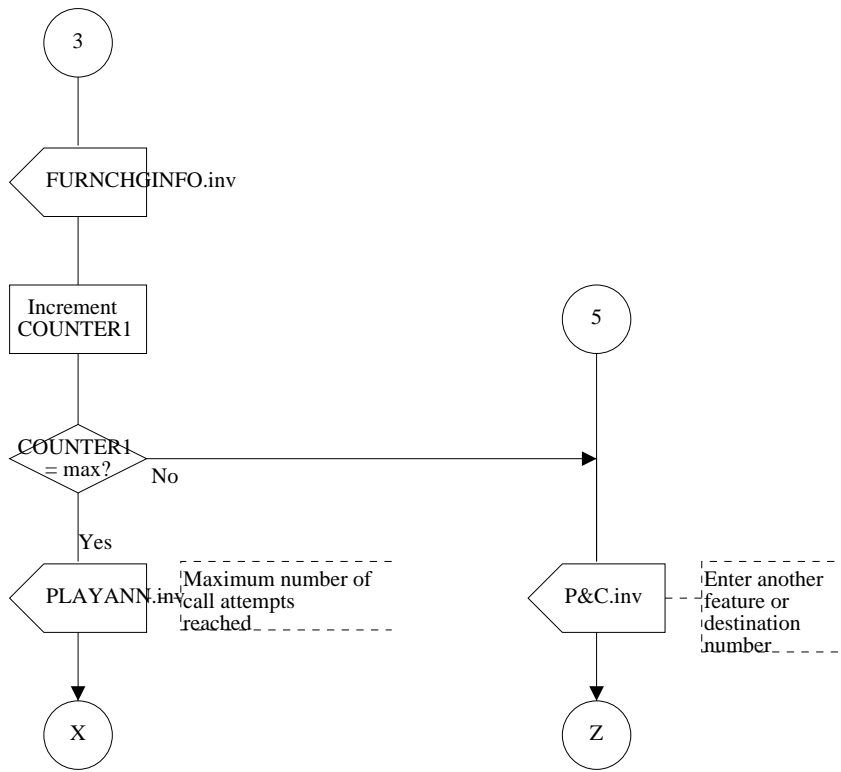 3
FURNCHGINFO.inv
Increment
COUNTER1
5
COUNTER1
= max?
No
Yes
PLAYANN.inv
Maximum number of
call attempts
reached
P&C.inv
Enter another
feature or
destination
number
X
Z